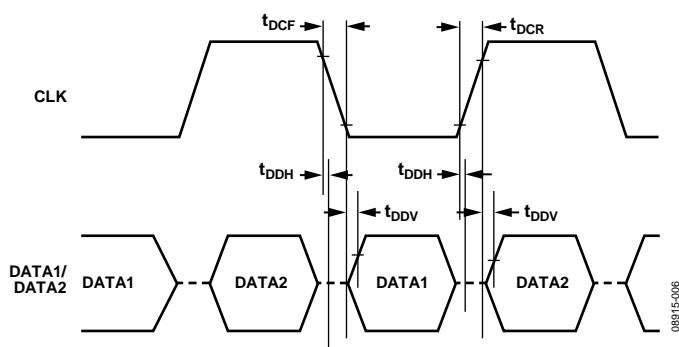 tDCF
tDCR
CLK
tDDH
tDDH
tDDV
tDDV
DATA1/
DATA2
DATA1
DATA2
DATA1
DATA2
08915-006